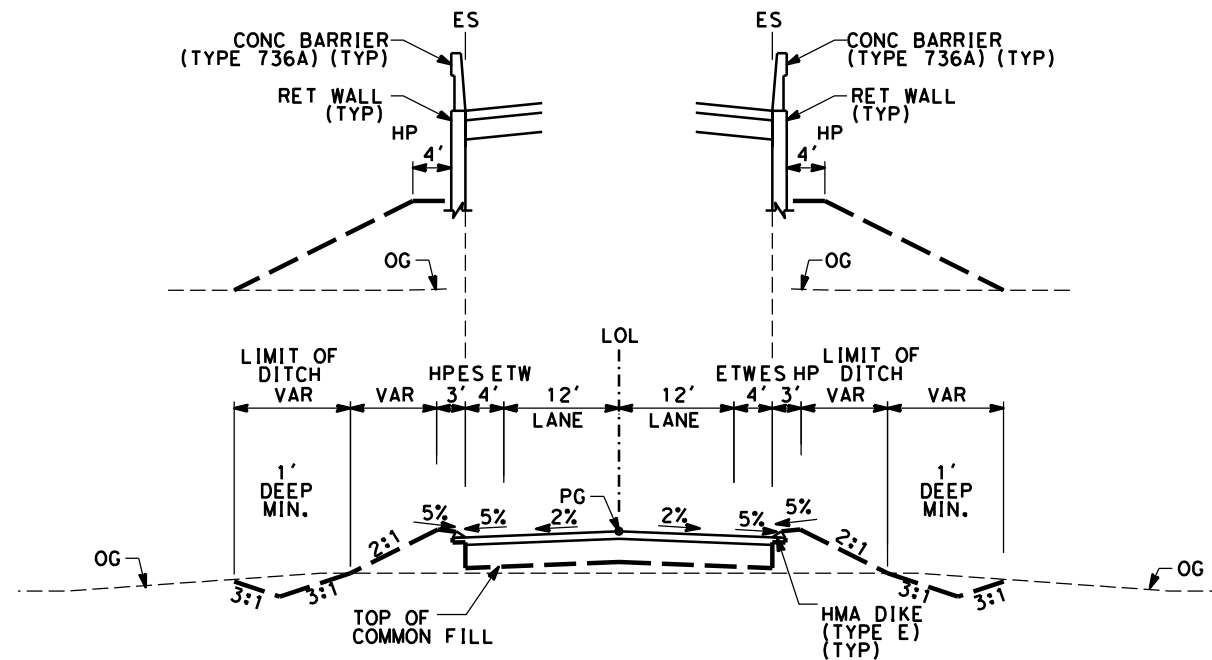 ES
ES
CONC BARRIER
(TYPE 736A) (TYP)
CONC BARRIER
(TYPE 736A) (TYP)
RET WALL
(TYP)
RET WALL
(TYP)
HP
HP
4'
4'
OG
OG
LOL
LIMIT OF
DITCH
LIMIT OF
DITCH
HP ES ETW
ETW ES HP
VAR
VAR
3'
4'
12'
12'
4'
3'
VAR
VAR
LANE
LANE
1'
DEEP
MIN.
1'
DEEP
MIN.
PG
5%
5%
2%
2%
5%
5%
2:1
2:1
OG
OG
3:1
3:1
3:1
3:1
TOP OF
COMMON FILL
HMA DIKE
(TYPE E)
(TYP)